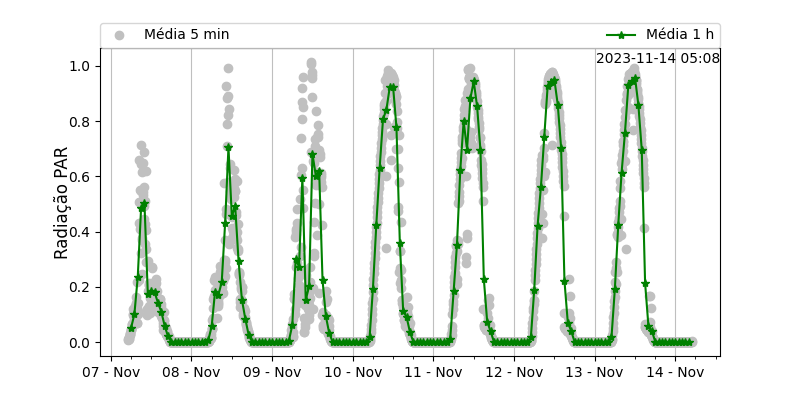 Média 5 min
Média 1 h
2023-11-14 05:08
Radiação PAR
1.0
0.8
0.6
0.4
0.2
0.0
07 - Nov
08 - Nov
09 - Nov
10 - Nov
11 - Nov
12 - Nov
13 - Nov
14 - Nov